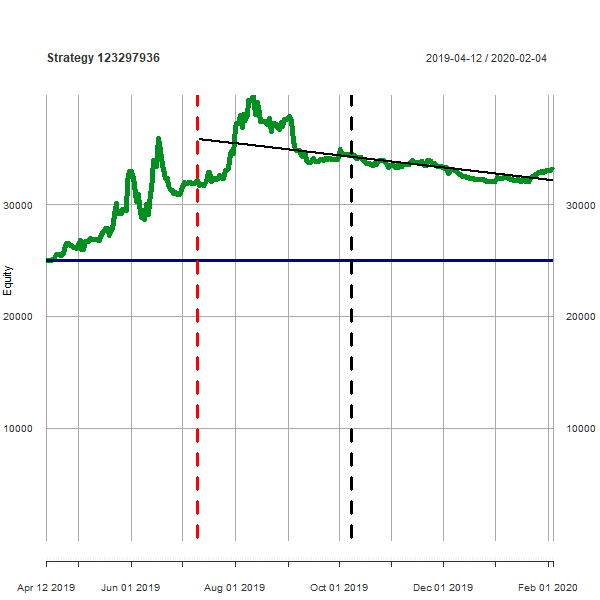 Strategy 123297936
2019-04-12 / 2020-02-04
Equity
30000
30000
20000
20000
10000
10000
Apr 12 2019
Jun 01 2019
Aug 01 2019
Oct 01 2019
Dec 01 2019
Feb 01 2020